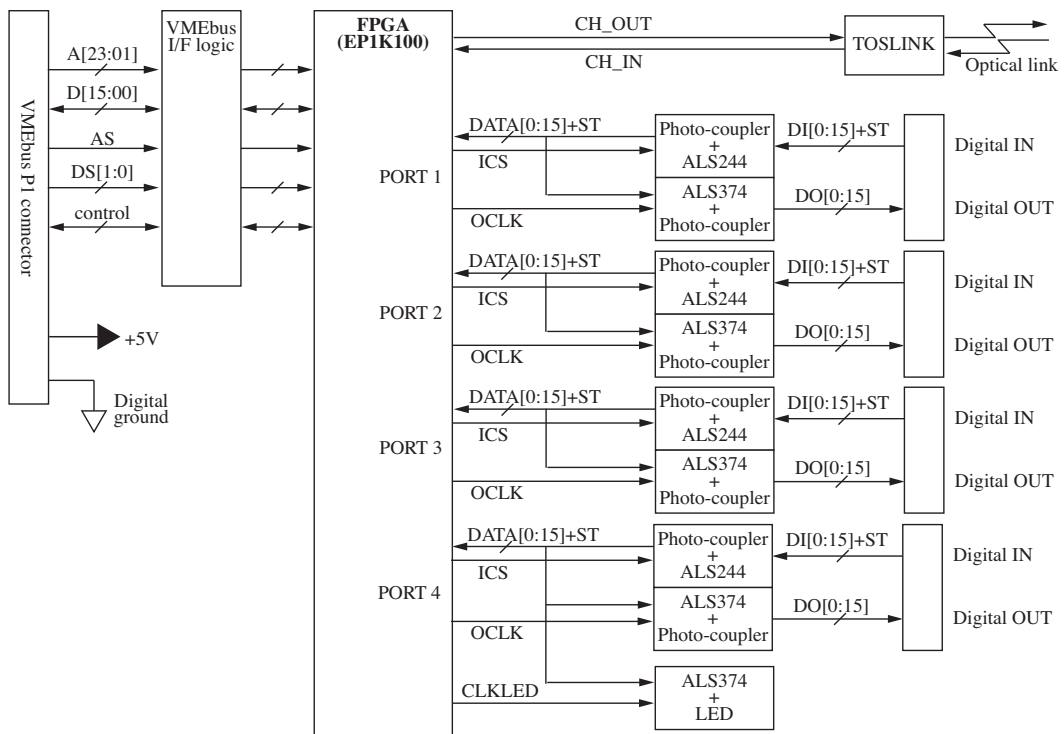 VMEbus P1 connector
A[23:01]
D[15:00]
AS
DS[1:0]
control
+5V
Digital
ground
VMEbus
I/F logic
FPGA
(EP1K100)
CH_OUT
CH_IN
TOSLINK
Optical link
PORT 1
DATA[0:15]+ST
ICS
OCLK
Photo-coupler
+
ALS244
ALS374
+
Photo-coupler
DI[0:15]+ST
DO[0:15]
Digital IN
Digital OUT
PORT 2
DATA[0:15]+ST
ICS
OCLK
Photo-coupler
+
ALS244
ALS374
+
Photo-coupler
DI[0:15]+ST
DO[0:15]
Digital IN
Digital OUT
PORT 3
DATA[0:15]+ST
ICS
OCLK
Photo-coupler
+
ALS244
ALS374
+
Photo-coupler
DI[0:15]+ST
DO[0:15]
Digital IN
Digital OUT
PORT 4
DATA[0:15]+ST
ICS
OCLK
Photo-coupler
+
ALS244
ALS374
+
Photo-coupler
DI[0:15]+ST
DO[0:15]
Digital IN
Digital OUT
CLKLED
ALS374
+
LED